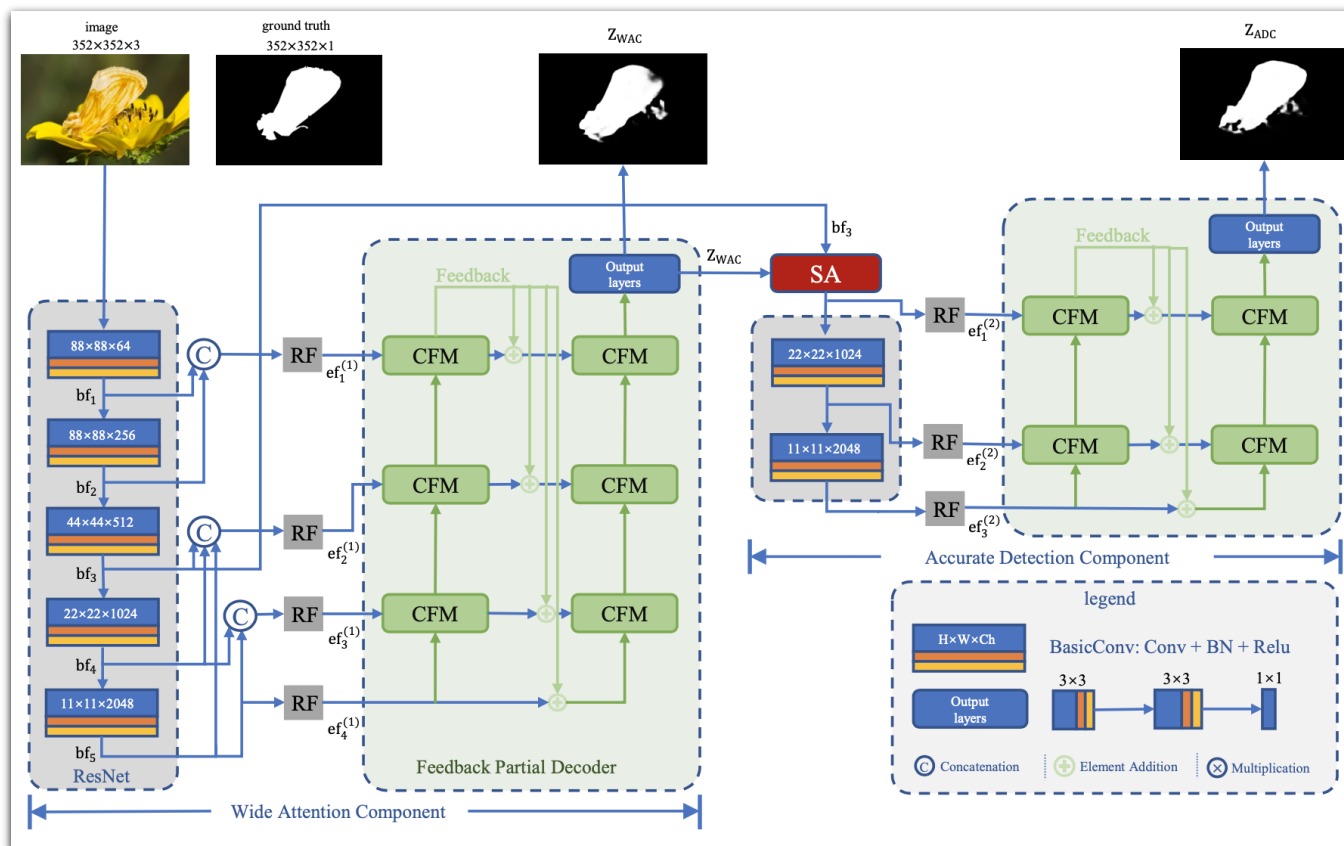 image
352×352×3
ground truth
352×352×1
Z_WAC
Z_ADC
bf₃
Z_WAC
SA
Feedback
Output
layers
Feedback
Output
layers
88×88×64
C
RF
ef₁⁽¹⁾
CFM
CFM
RF
ef₁⁽²⁾
CFM
CFM
bf₁
22×22×1024
88×88×256
bf₂
11×11×2048
RF
ef₂⁽²⁾
CFM
CFM
44×44×512
C
RF
ef₂⁽¹⁾
CFM
CFM
RF
ef₃⁽²⁾
bf₃
Accurate Detection Component
22×22×1024
C
RF
ef₃⁽¹⁾
CFM
CFM
bf₄
11×11×2048
RF
ef₄⁽¹⁾
bf₅
ResNet
Feedback Partial Decoder
Wide Attention Component
legend
H×W×Ch
BasicConv: Conv + BN + Relu
3×3
3×3
1×1
Output
layers
C Concatenation
Element Addition
Multiplication